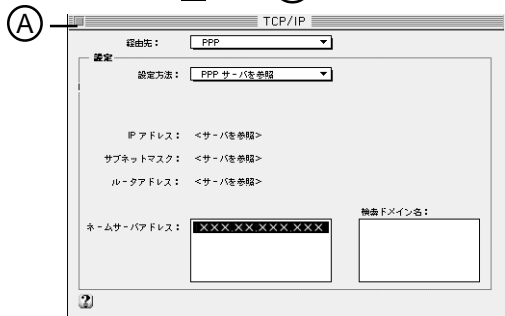 A
TCP/IP
経由先： PPP
設定
設定方法： PPP サーバを参照
IP アドレス： <サーバを参照>
サブネットマスク： <サーバを参照>
ルータアドレス： <サーバを参照>
検索ドメイン名：
ネームサーバアドレス： XXX.XX.XXX.XXX
?